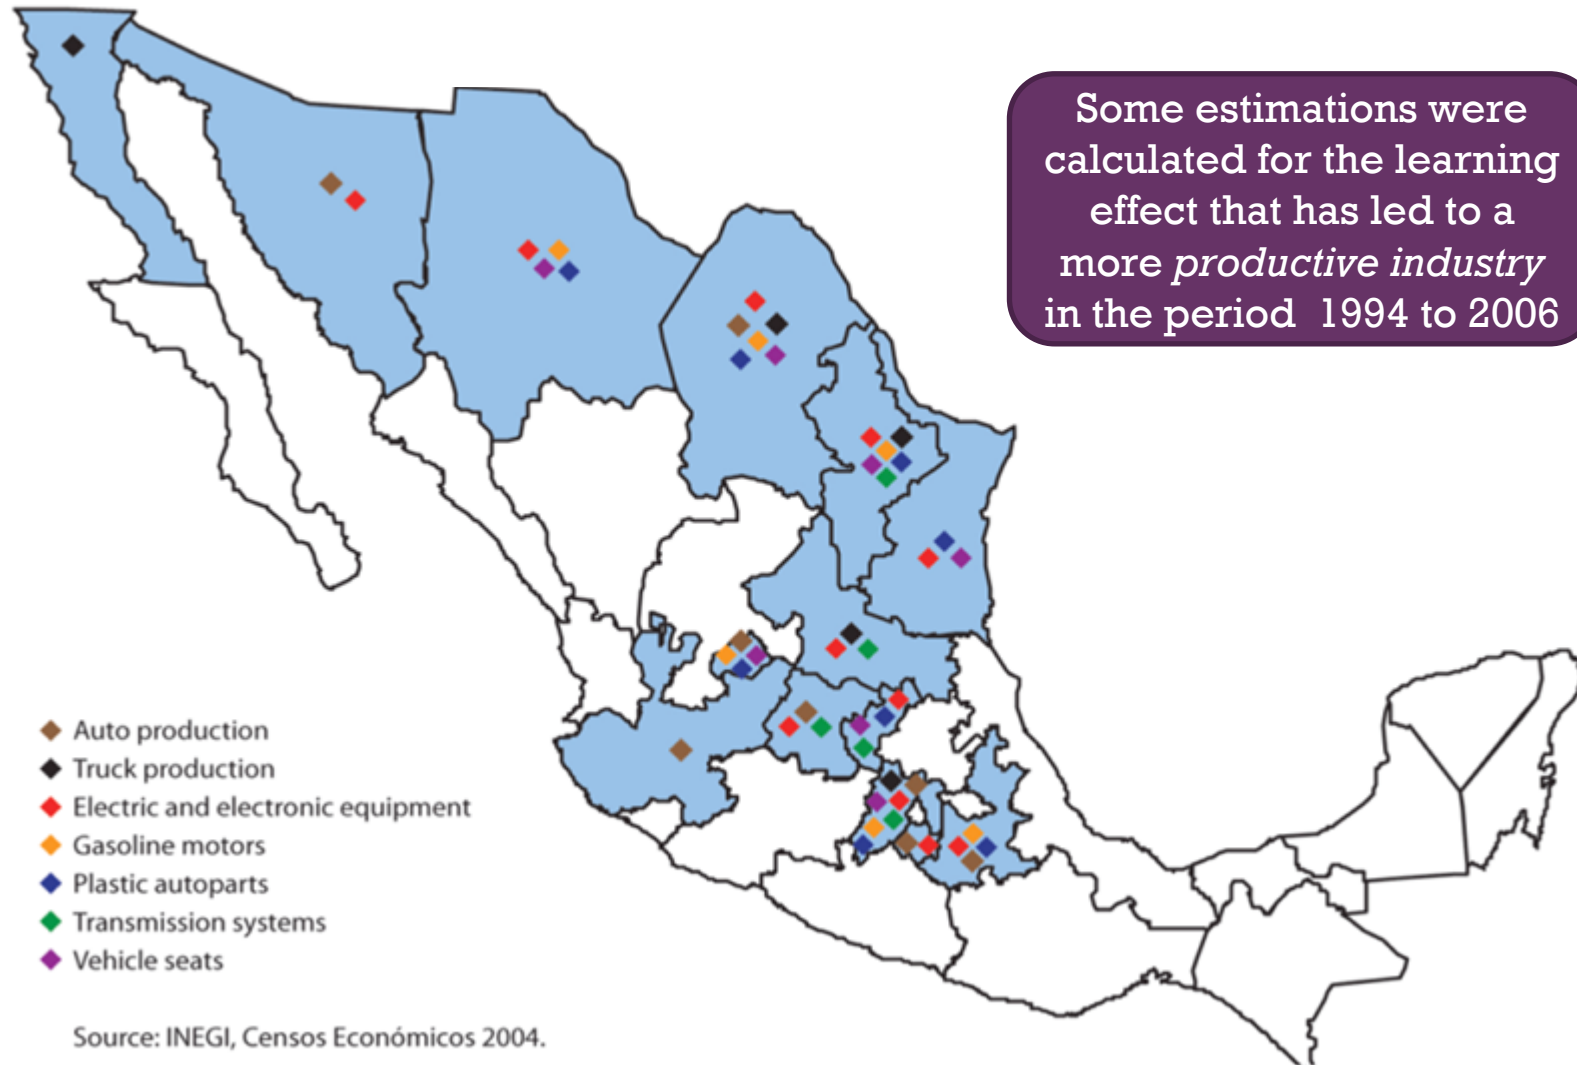 Some estimations were
calculated for the learning
effect that has led to a
more productive industry
in the period 1994 to 2006
Auto production
Truck production
Electric and electronic equipment
Gasoline motors
Plastic autoparts
Transmission systems
Vehicle seats
Source: INEGI, Censos Económicos 2004.